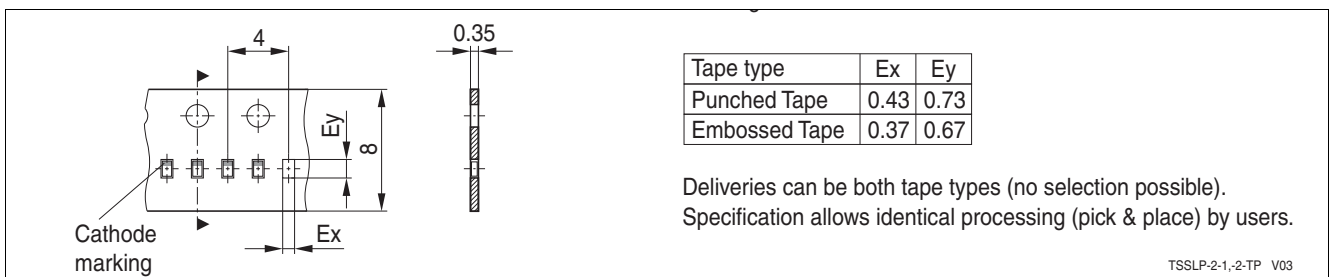 4
0.35
Ey
8
Ex
Cathode
marking
Tape type Ex Ey
Punched Tape 0.43 0.73
Embossed Tape 0.37 0.67
Deliveries can be both tape types (no selection possible).
Specification allows identical processing (pick & place) by users.
TSSLP-2-1,-2-TP V03